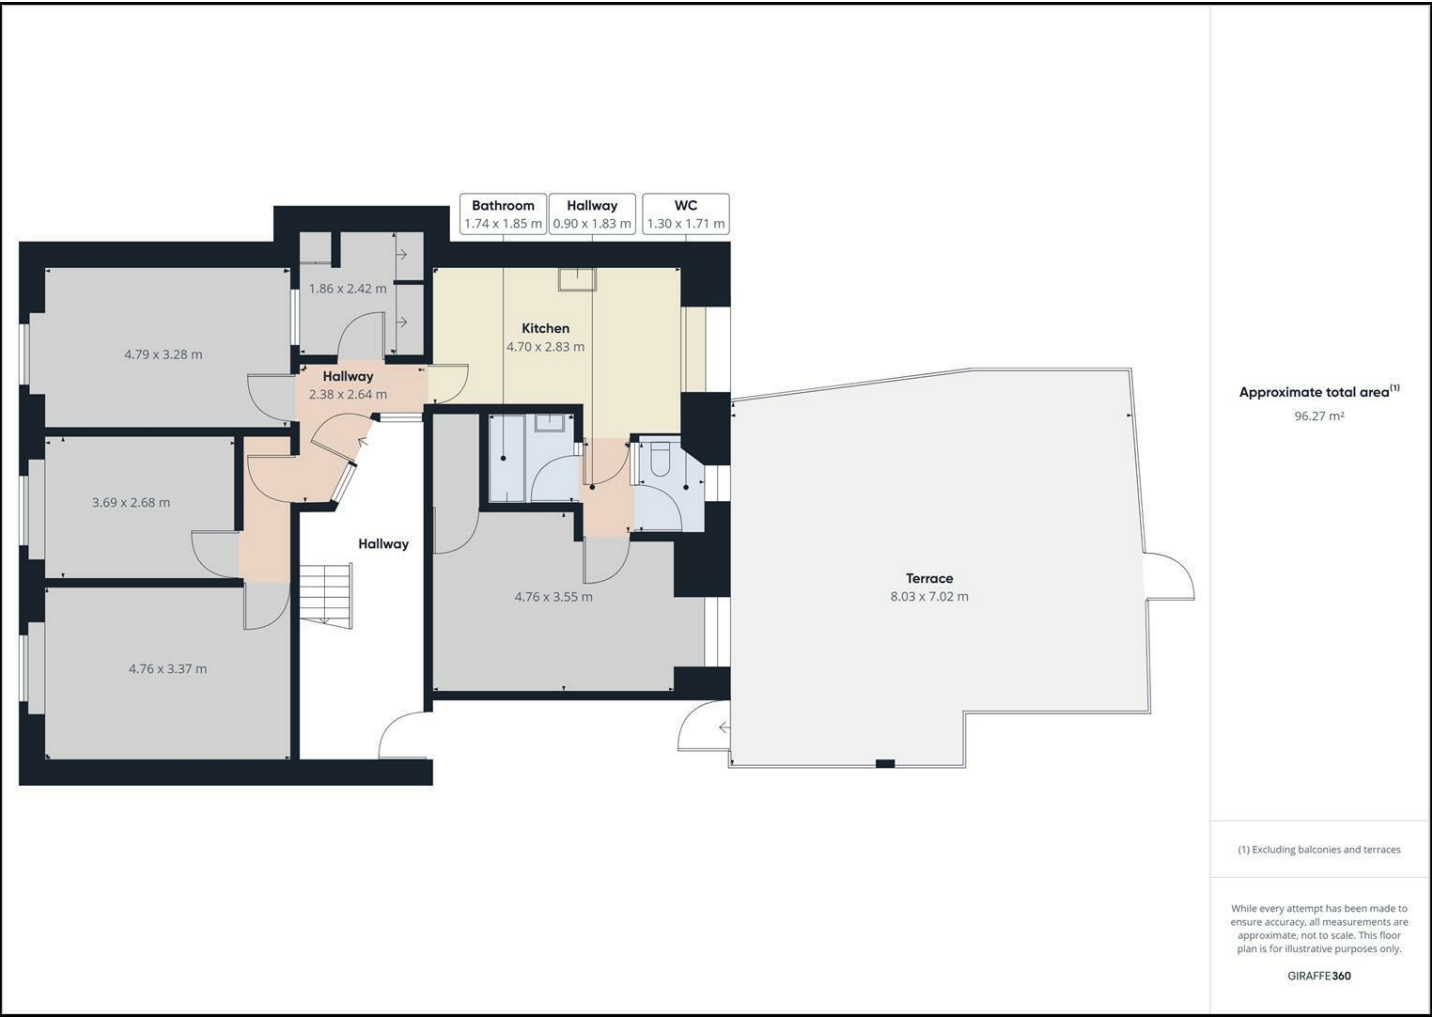 Bathroom
1.74 x 1.85 m
Hallway
0.90 x 1.83 m
WC
1.30 x 1.71 m
1.86 x 2.42 m
Kitchen
4.70 x 2.83 m
4.79 x 3.28 m
Hallway
2.38 x 2.64 m
3.69 x 2.68 m
Hallway
4.76 x 3.55 m
4.76 x 3.37 m
Terrace
8.03 x 7.02 m
Approximate total area(1)
96.27 m²
(1) Excluding balconies and terraces
While every attempt has been made to
ensure accuracy, all measurements are
approximate, not to scale. This floor
plan is for illustrative purposes only.
GIRAFFE360